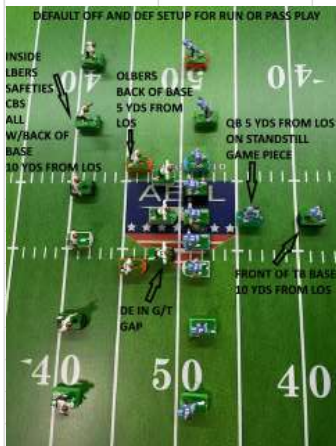 DEFAULT OFF AND DEF SETUP FOR RUN OR PASS PLAY
INSIDE
LBERS
SAFETIES
CBS
ALL
W/BACK OF
BASE
10 YDS FROM LOS
OLBERS
BACK OF BASE
5 YDS FROM
LOS
QB 5 YDS FROM LOS
ON STANDSTILL
GAME PIECE
FRONT OF TB BASE
10 YDS FROM LOS
DE IN G/T
GAP
40
50
40
40
50
40